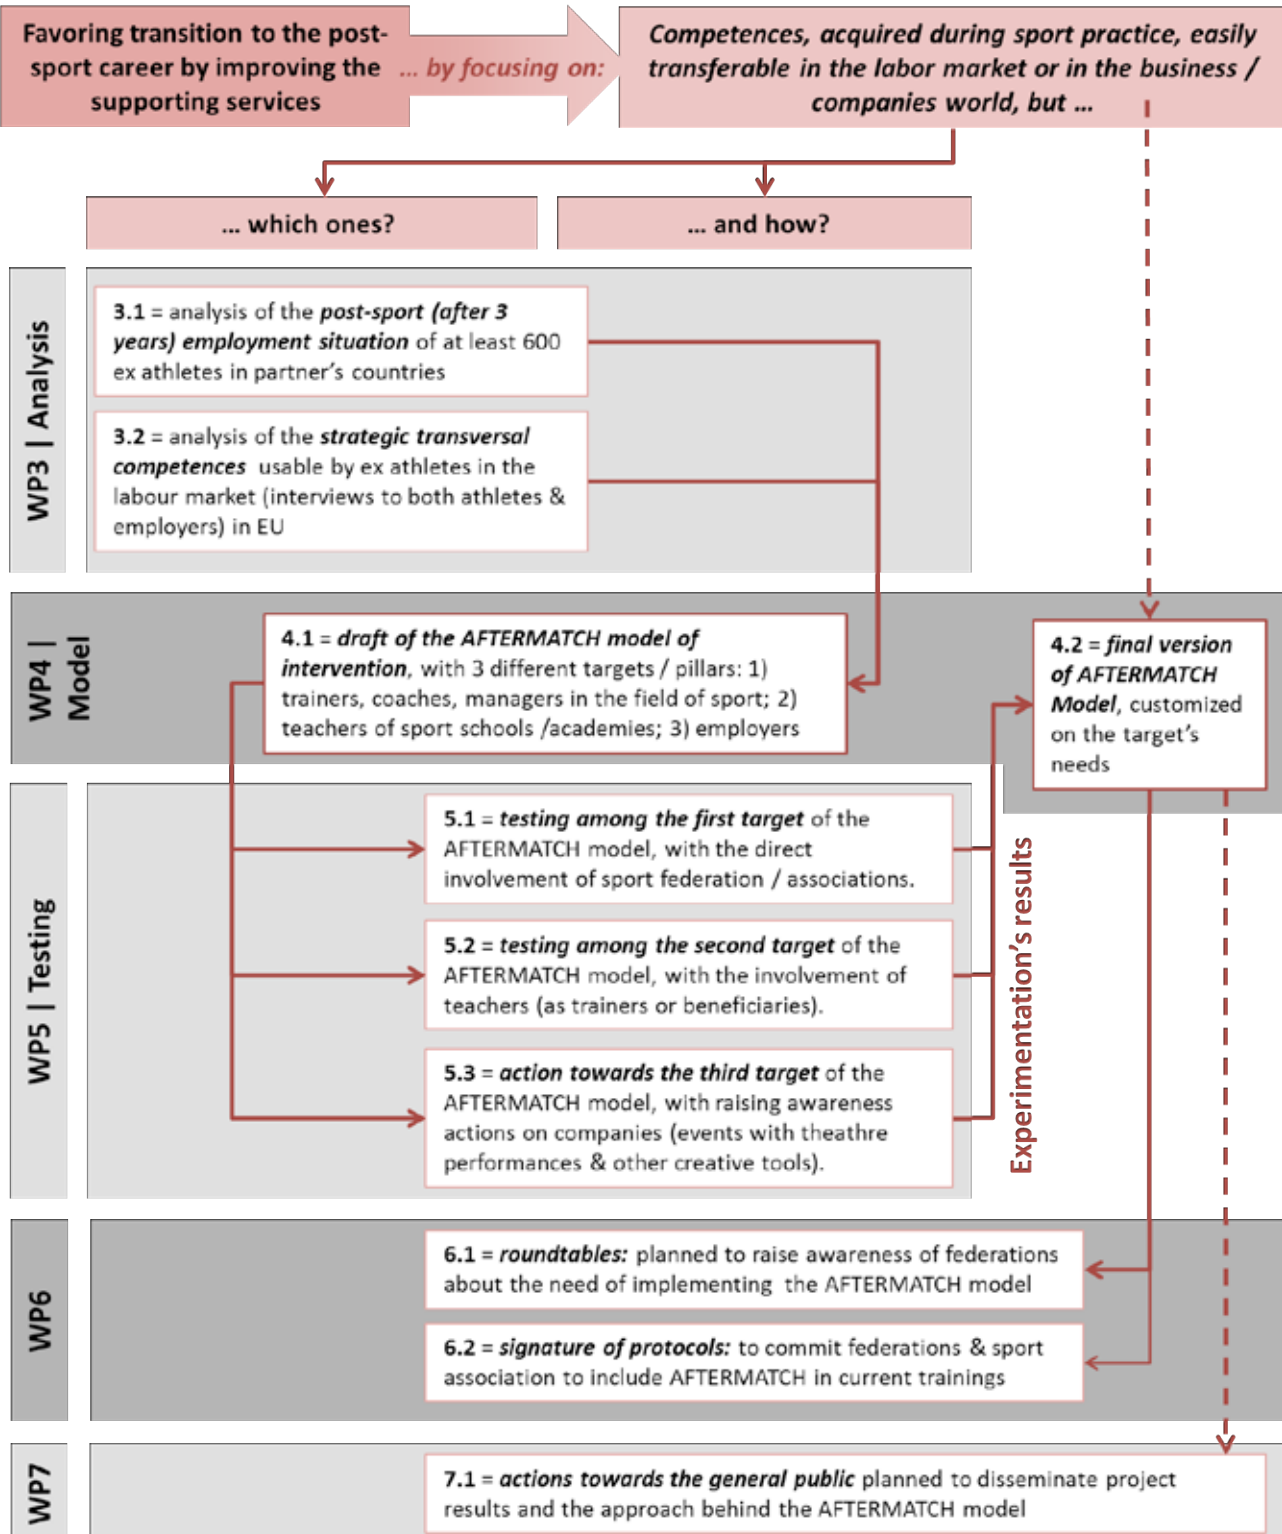 Favoring transition to the post-
sport career by improving the
supporting services
... by focusing on:
Competences, acquired during sport practice, easily
transferable in the labor market or in the business /
companies world, but ...
... which ones?
... and how?
WP3 | Analysis
3.1 = analysis of the post-sport (after 3
years) employment situation of at least 600
ex athletes in partner's countries
3.2 = analysis of the strategic transversal
competences usable by ex athletes in the
labour market (interviews to both athletes &
employers) in EU
WP4 |
Model
4.1 = draft of the AFTERMATCH model of
intervention, with 3 different targets / pillars: 1)
trainers, coaches, managers in the field of sport; 2)
teachers of sport schools /academies; 3) employers
4.2 = final version
of AFTERMATCH
Model, customized
on the target's
needs
WP5 | Testing
5.1 = testing among the first target of the
AFTERMATCH model, with the direct
involvement of sport federation / associations.
5.2 = testing among the second target of the
AFTERMATCH model, with the involvement of
teachers (as trainers or beneficiaries).
5.3 = action towards the third target of the
AFTERMATCH model, with raising awareness
actions on companies (events with theathre
performances & other creative tools).
Experimentation's results
WP6
6.1 = roundtables: planned to raise awareness of federations
about the need of implementing the AFTERMATCH model
6.2 = signature of protocols: to commit federations & sport
association to include AFTERMATCH in current trainings
WP7
7.1 = actions towards the general public planned to disseminate project
results and the approach behind the AFTERMATCH model